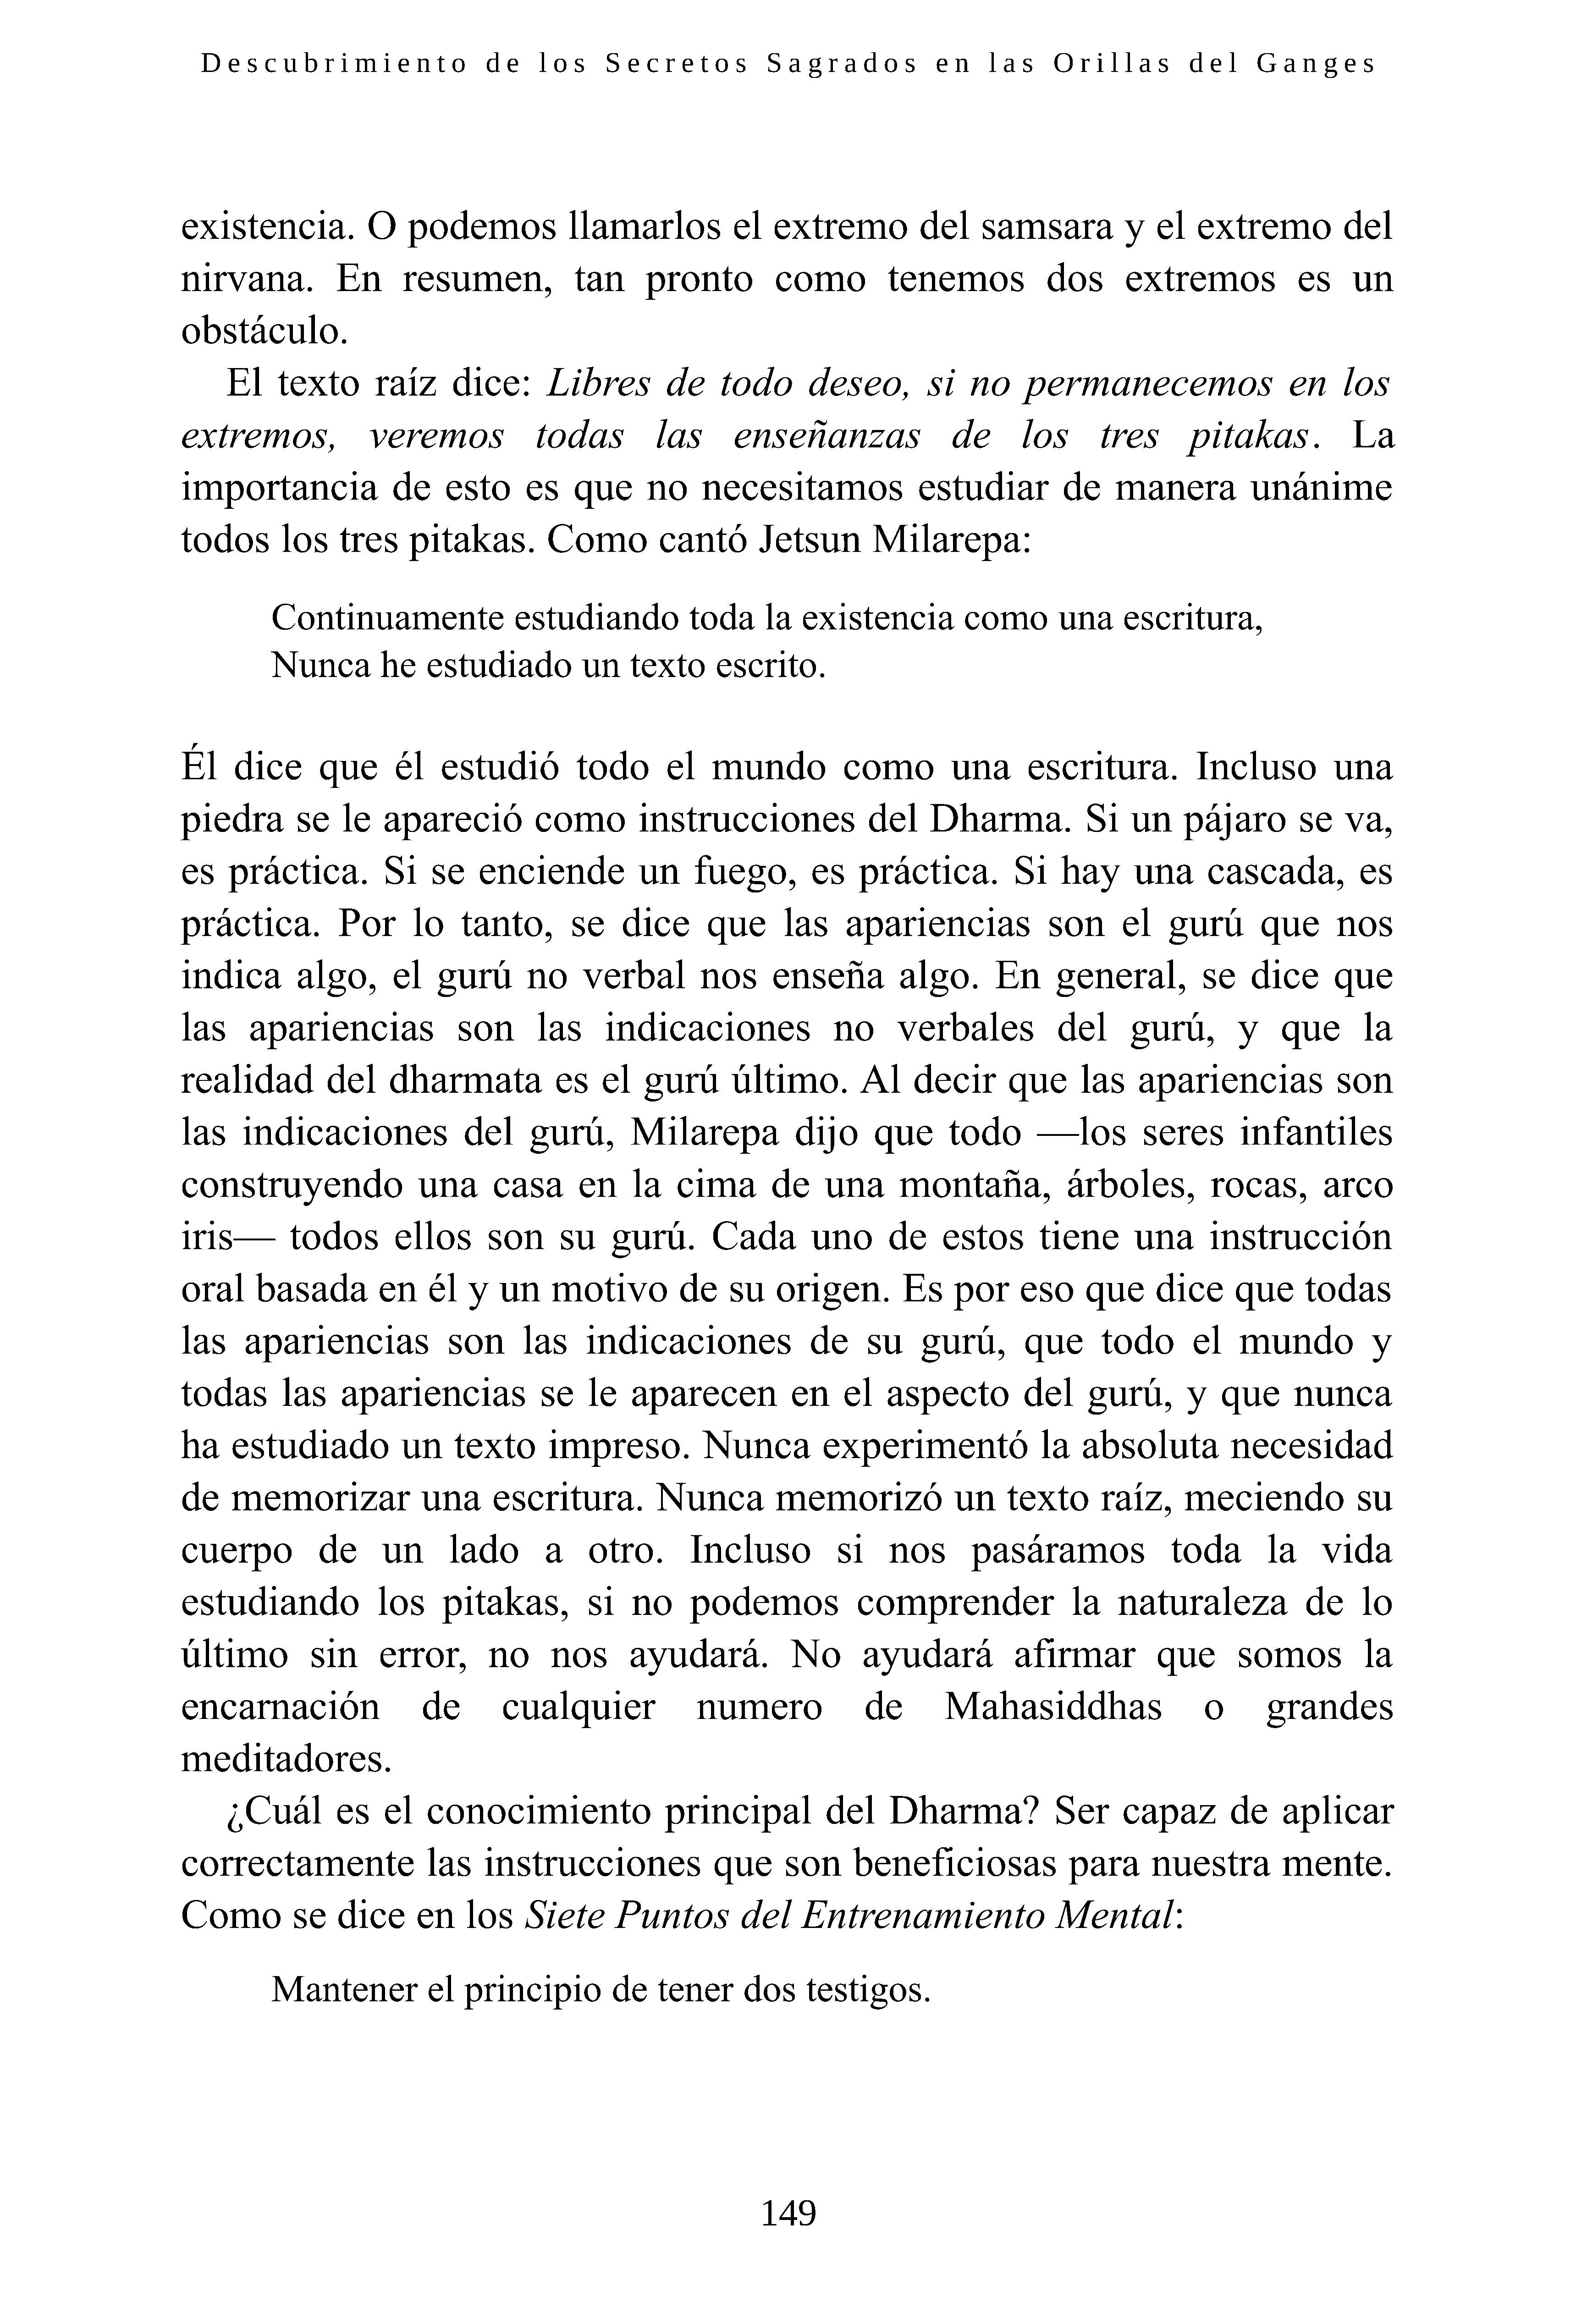 Descubrimiento de los Secretos Sagrados en las Orillas del Ganges
existencia. O podemos llamarlos el extremo del samsara y el extremo del
nirvana. En resumen, tan pronto como tenemos dos extremos es un
obstáculo.
El texto raíz dice: Libres de todo deseo, si no permanecemos en los
extremos, veremos todas las enseñanzas de los tres pitakas. La
importancia de esto es que no necesitamos estudiar de manera unánime
todos los tres pitakas. Como cantó Jetsun Milarepa:
Continuamente estudiando toda la existencia como una escritura,
Nunca he estudiado un texto escrito.
Él dice que él estudió todo el mundo como una escritura. Incluso una
piedra se le apareció como instrucciones del Dharma. Si un pájaro se va,
es práctica. Si se enciende un fuego, es práctica. Si hay una cascada, es
práctica. Por lo tanto, se dice que las apariencias son el gurú que nos
indica algo, el gurú no verbal nos enseña algo. En general, se dice que
las apariencias son las indicaciones no verbales del gurú, y que la
realidad del dharmata es el gurú último. Al decir que las apariencias son
las indicaciones del gurú, Milarepa dijo que todo —los seres infantiles
construyendo una casa en la cima de una montaña, árboles, rocas, arco
iris— todos ellos son su gurú. Cada uno de estos tiene una instrucción
oral basada en él y un motivo de su origen. Es por eso que dice que todas
las apariencias son las indicaciones de su gurú, que todo el mundo y
todas las apariencias se le aparecen en el aspecto del gurú, y que nunca
ha estudiado un texto impreso. Nunca experimentó la absoluta necesidad
de memorizar una escritura. Nunca memorizó un texto raíz, meciendo su
cuerpo de un lado a otro. Incluso si nos pasáramos toda la vida
estudiando los pitakas, si no podemos comprender la naturaleza de lo
último sin error, no nos ayudará. No ayudará afirmar que somos la
encarnación de cualquier numero de Mahasiddhas o grandes
meditadores.
¿Cuál es el conocimiento principal del Dharma? Ser capaz de aplicar
correctamente las instrucciones que son beneficiosas para nuestra mente.
Como se dice en los Siete Puntos del Entrenamiento Mental:
Mantener el principio de tener dos testigos.
149